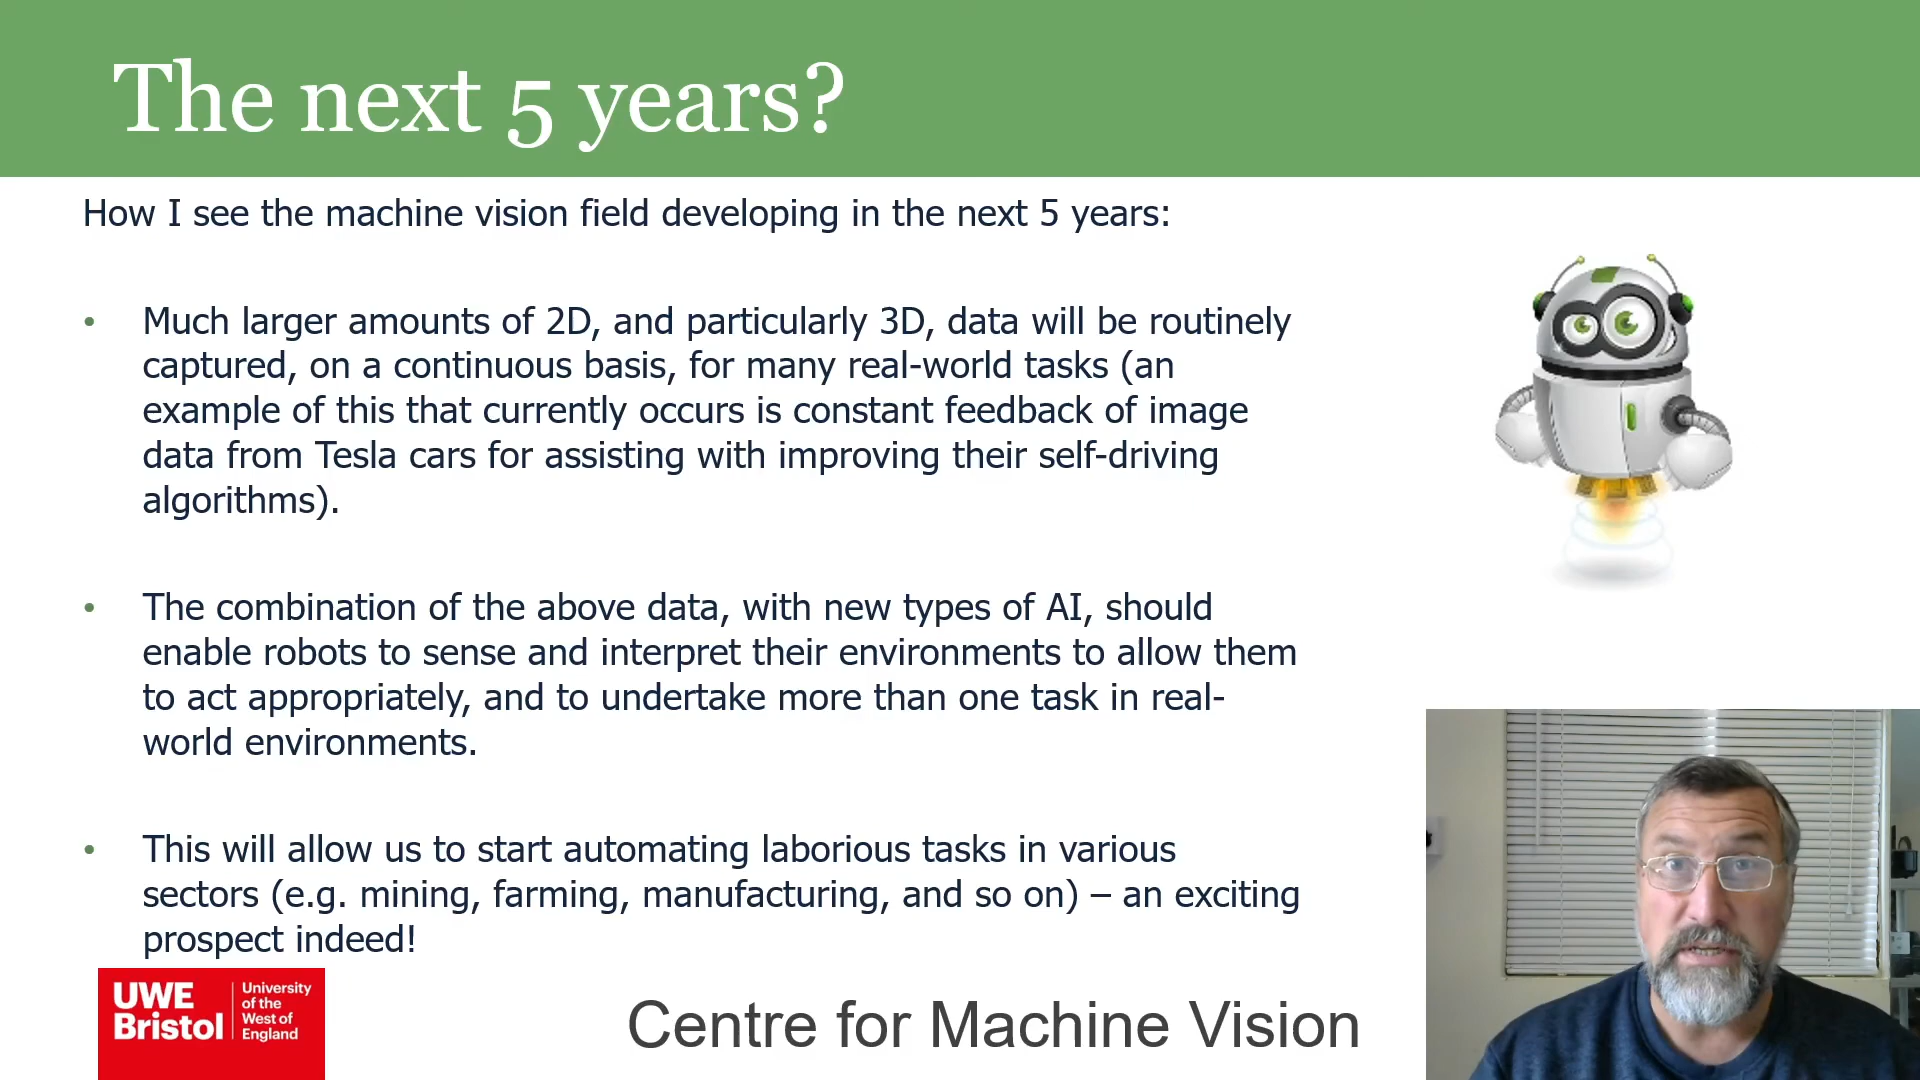 The next 5 years?
How I see the machine vision field developing in the next 5 years:
• Much larger amounts of 2D, and particularly 3D, data will be routinely
captured, on a continuous basis, for many real-world tasks (an
example of this that currently occurs is constant feedback of image
data from Tesla cars for assisting with improving their self-driving
algorithms).
• The combination of the above data, with new types of AI, should
enable robots to sense and interpret their environments to allow them
to act appropriately, and to undertake more than one task in real-
world environments.
• This will allow us to start automating laborious tasks in various
sectors (e.g. mining, farming, manufacturing, and so on) – an exciting
prospect indeed!
UWE
Bristol
University
of the
West of
England
Centre for Machine Vision